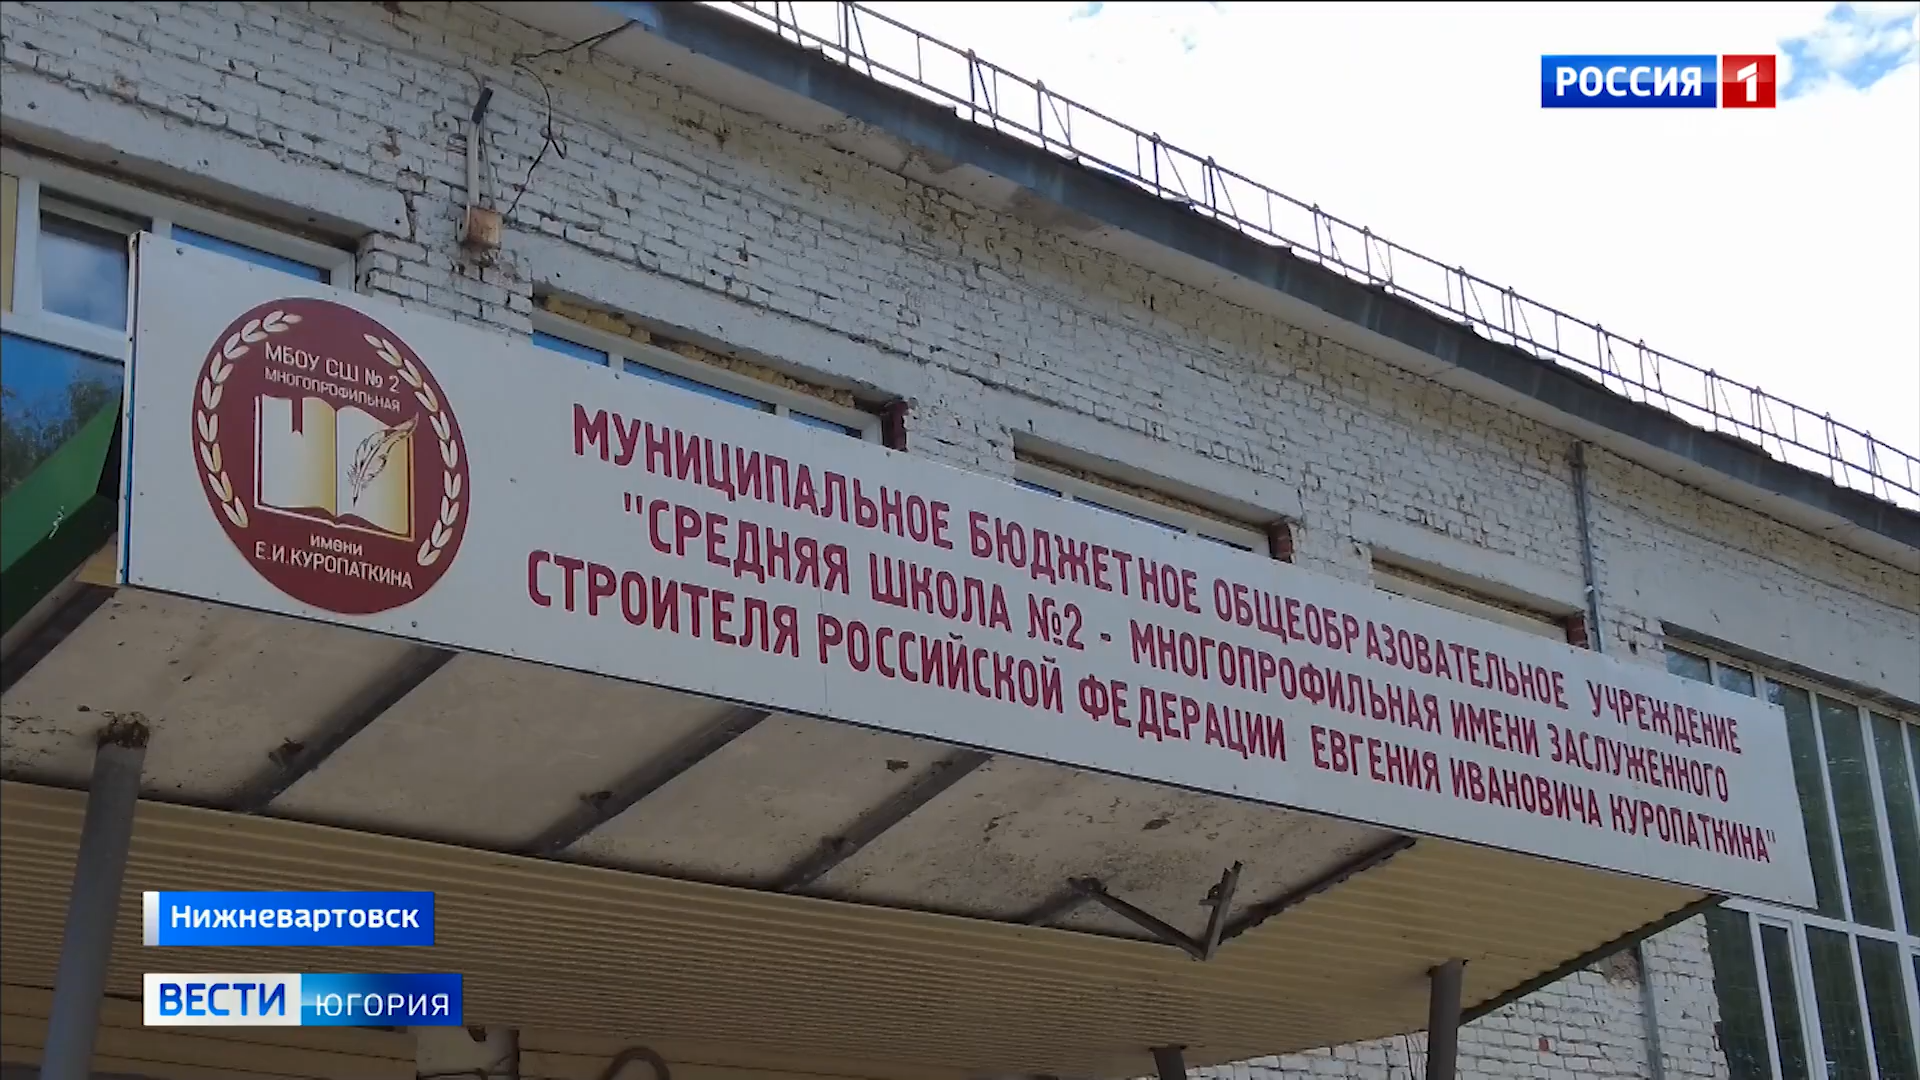 РОССИЯ 1
МБОУ СШ № 2
МНОГОПРОФИЛЬНАЯ
ИМЕНИ
Е.И.КУРОПАТКИНА
МУНИЦИПАЛЬНОЕ БЮДЖЕТНОЕ ОБЩЕОБРАЗОВАТЕЛЬНОЕ УЧРЕЖДЕНИЕ
"СРЕДНЯЯ ШКОЛА №2 - МНОГОПРОФИЛЬНАЯ ИМЕНИ ЗАСЛУЖЕННОГО
СТРОИТЕЛЯ РОССИЙСКОЙ ФЕДЕРАЦИИ ЕВГЕНИЯ ИВАНОВИЧА КУРОПАТКИНА"
Нижневартовск
ВЕСТИ ЮГОРИЯ